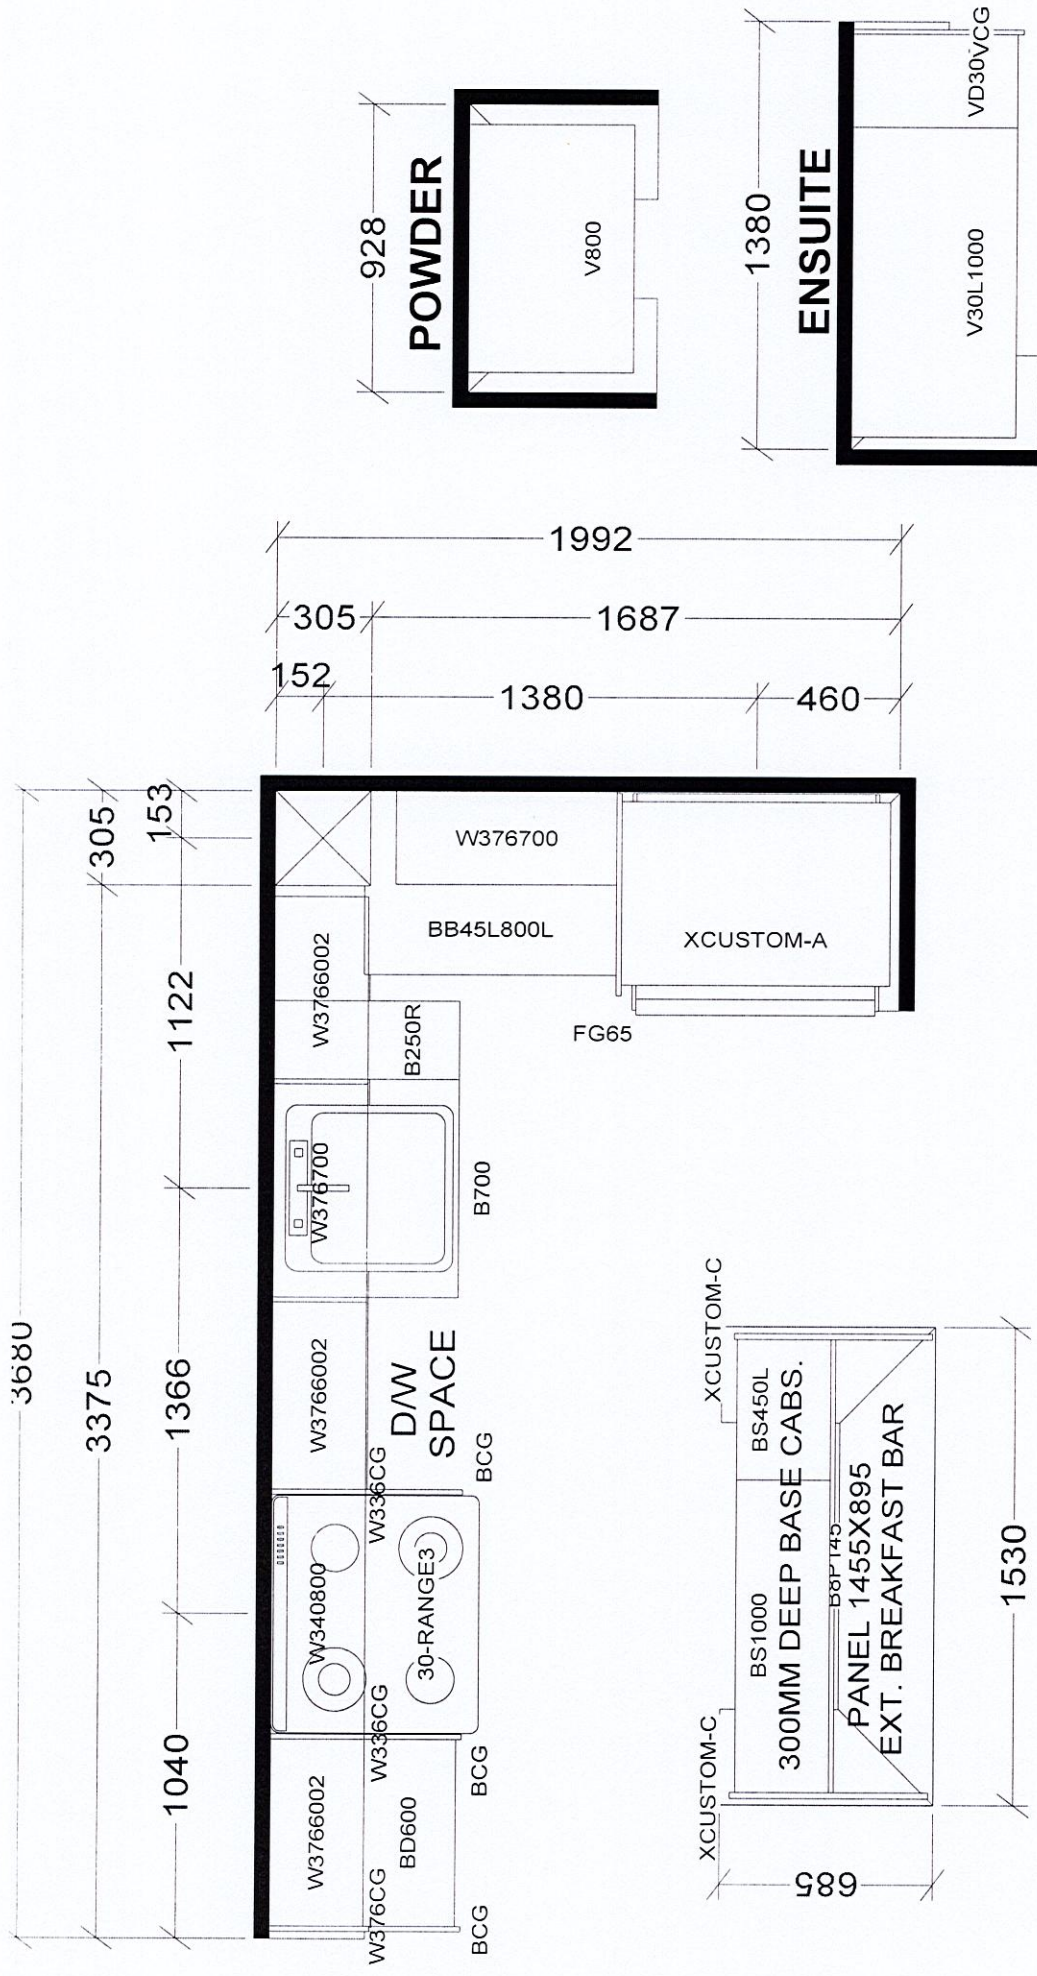 3680
3375
305
1040
1366
1122
153
W3766002
W340800
W3766002
W376700
W3766002
W376CG
W336CG
W336CG
BD600
30-RANGE3
D/W
SPACE
B250R
BCG
BCG
BCG
B700
W376700
BB45L800L
XCUSTOM-A
FG65
152
1380
460
305
1687
1992
928
POWDER
V800
1380
ENSUITE
V30L1000
VD30VCG
XCUSTOM-C
XCUSTOM-C
BS1000
BS450L
300MM DEEP BASE CABS.
PANEL 1455X895
EXT. BREAKFAST BAR
685
1530